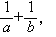 1/a + 1/b,